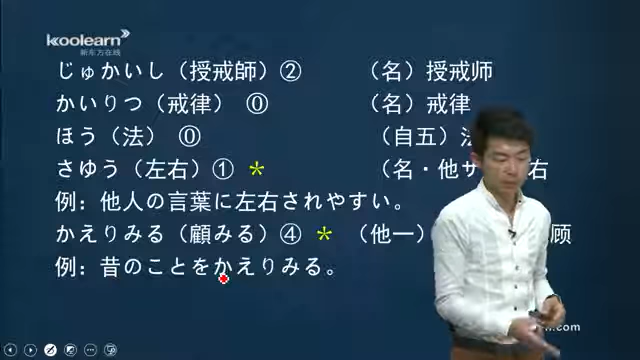 koolearn
新东方在线
じゅかいし（授戒師）② （名）授戒师
かいりつ（戒律） ⓪ （名）戒律
ほう（法） ⓪ （自五）
さゆう（左右）① * （名・他サ 右
例：他人の言葉に左右されやすい。
かえりみる（顧みる）④ * （他一） 顾
例：昔のことをかえりみる。
n.com